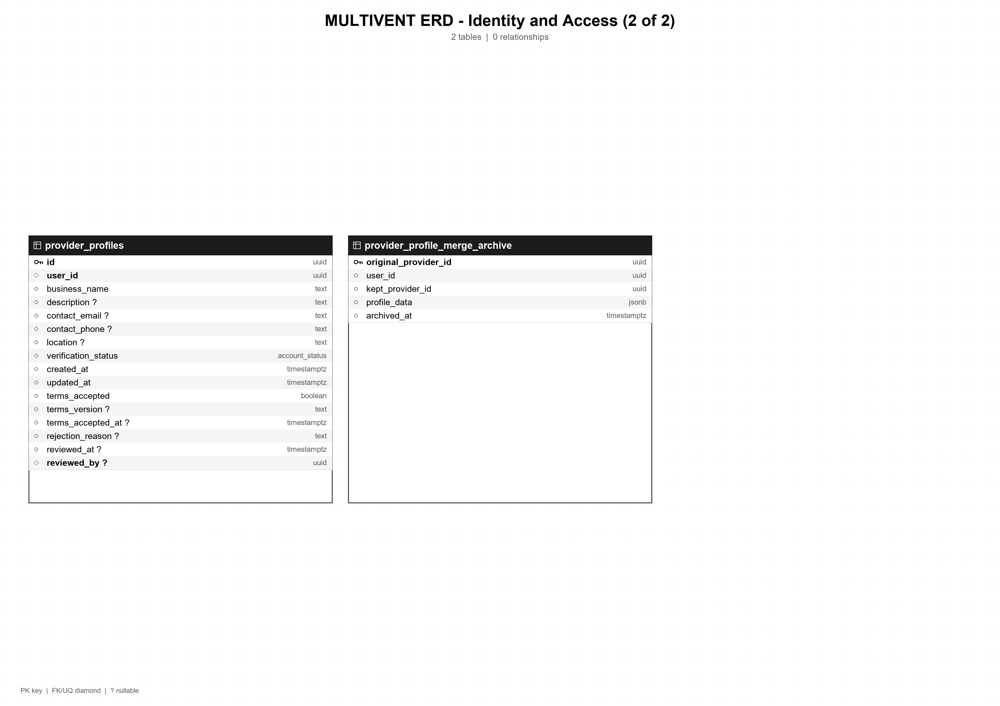 MULTIVENT ERD - Identity and Access (2 of 2)
2 tables | 0 relationships
provider_profiles
id uuid
user_id uuid
business_name text
description ? text
contact_email ? text
contact_phone ? text
location ? text
verification_status account_status
created_at timestamptz
updated_at timestamptz
terms_accepted boolean
terms_version ? text
terms_accepted_at ? timestamptz
rejection_reason ? text
reviewed_at ? timestamptz
reviewed_by ? uuid
provider_profile_merge_archive
original_provider_id uuid
user_id uuid
kept_provider_id uuid
profile_data jsonb
archived_at timestamptz
PK key | FK/UQ diamond | ? nullable